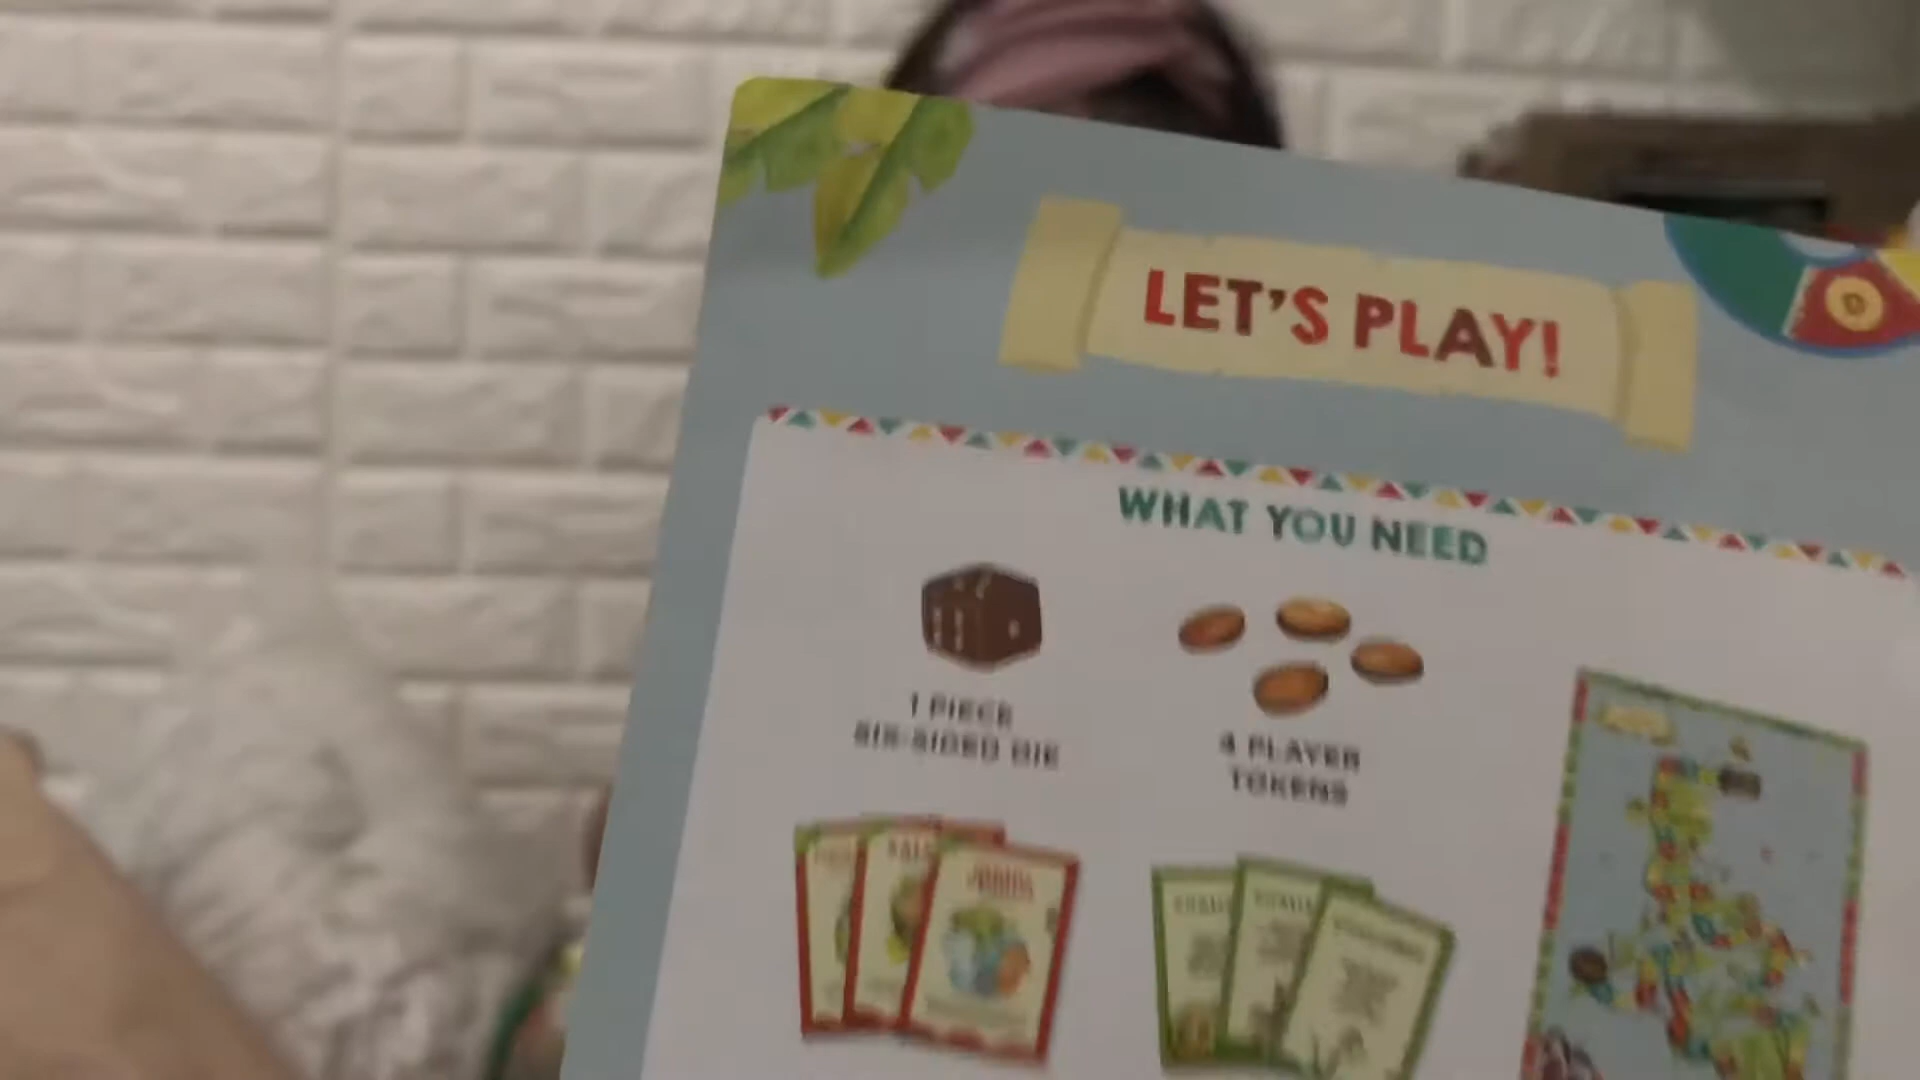 LET'S PLAY!
WHAT YOU NEED
1 PIECE
SIX-SIDED DIE
4 PLAYER
TOKENS